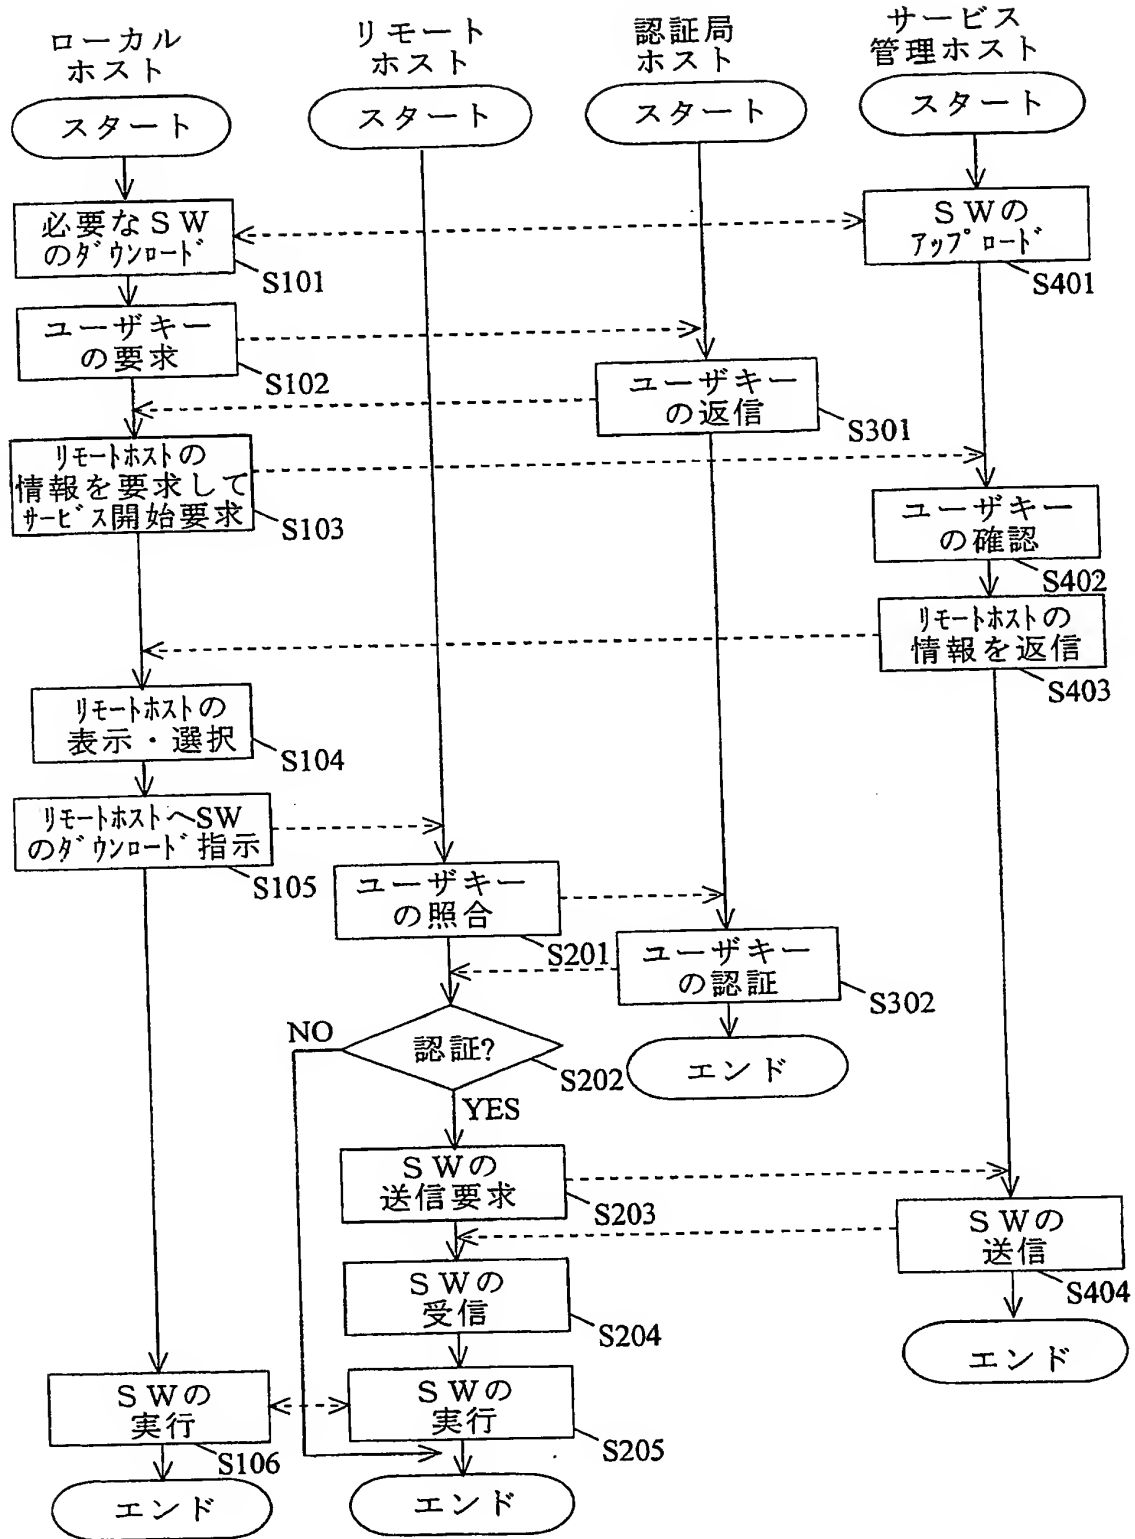 ローカル
ホスト
リモート
ホスト
認証局
ホスト
サービス
管理ホスト
スタート
スタート
スタート
スタート
必要なSW
のダウンロード
S101
SWの
アップロード
S401
ユーザキー
の要求
S102
ユーザキー
の返信
S301
リモートホストの
情報を要求して
サービス開始要求
S103
ユーザキー
の確認
S402
リモートホストの
情報を返信
S403
リモートホストの
表示・選択
S104
リモートホストへSW
のダウンロード指示
S105
ユーザキー
の照合
S201
ユーザキー
の認証
S302
NO
認証?
S202
エンド
YES
SWの
送信要求
S203
SWの
送信
S404
SWの
受信
S204
エンド
SWの
実行
S106
SWの
実行
S205
エンド
エンド